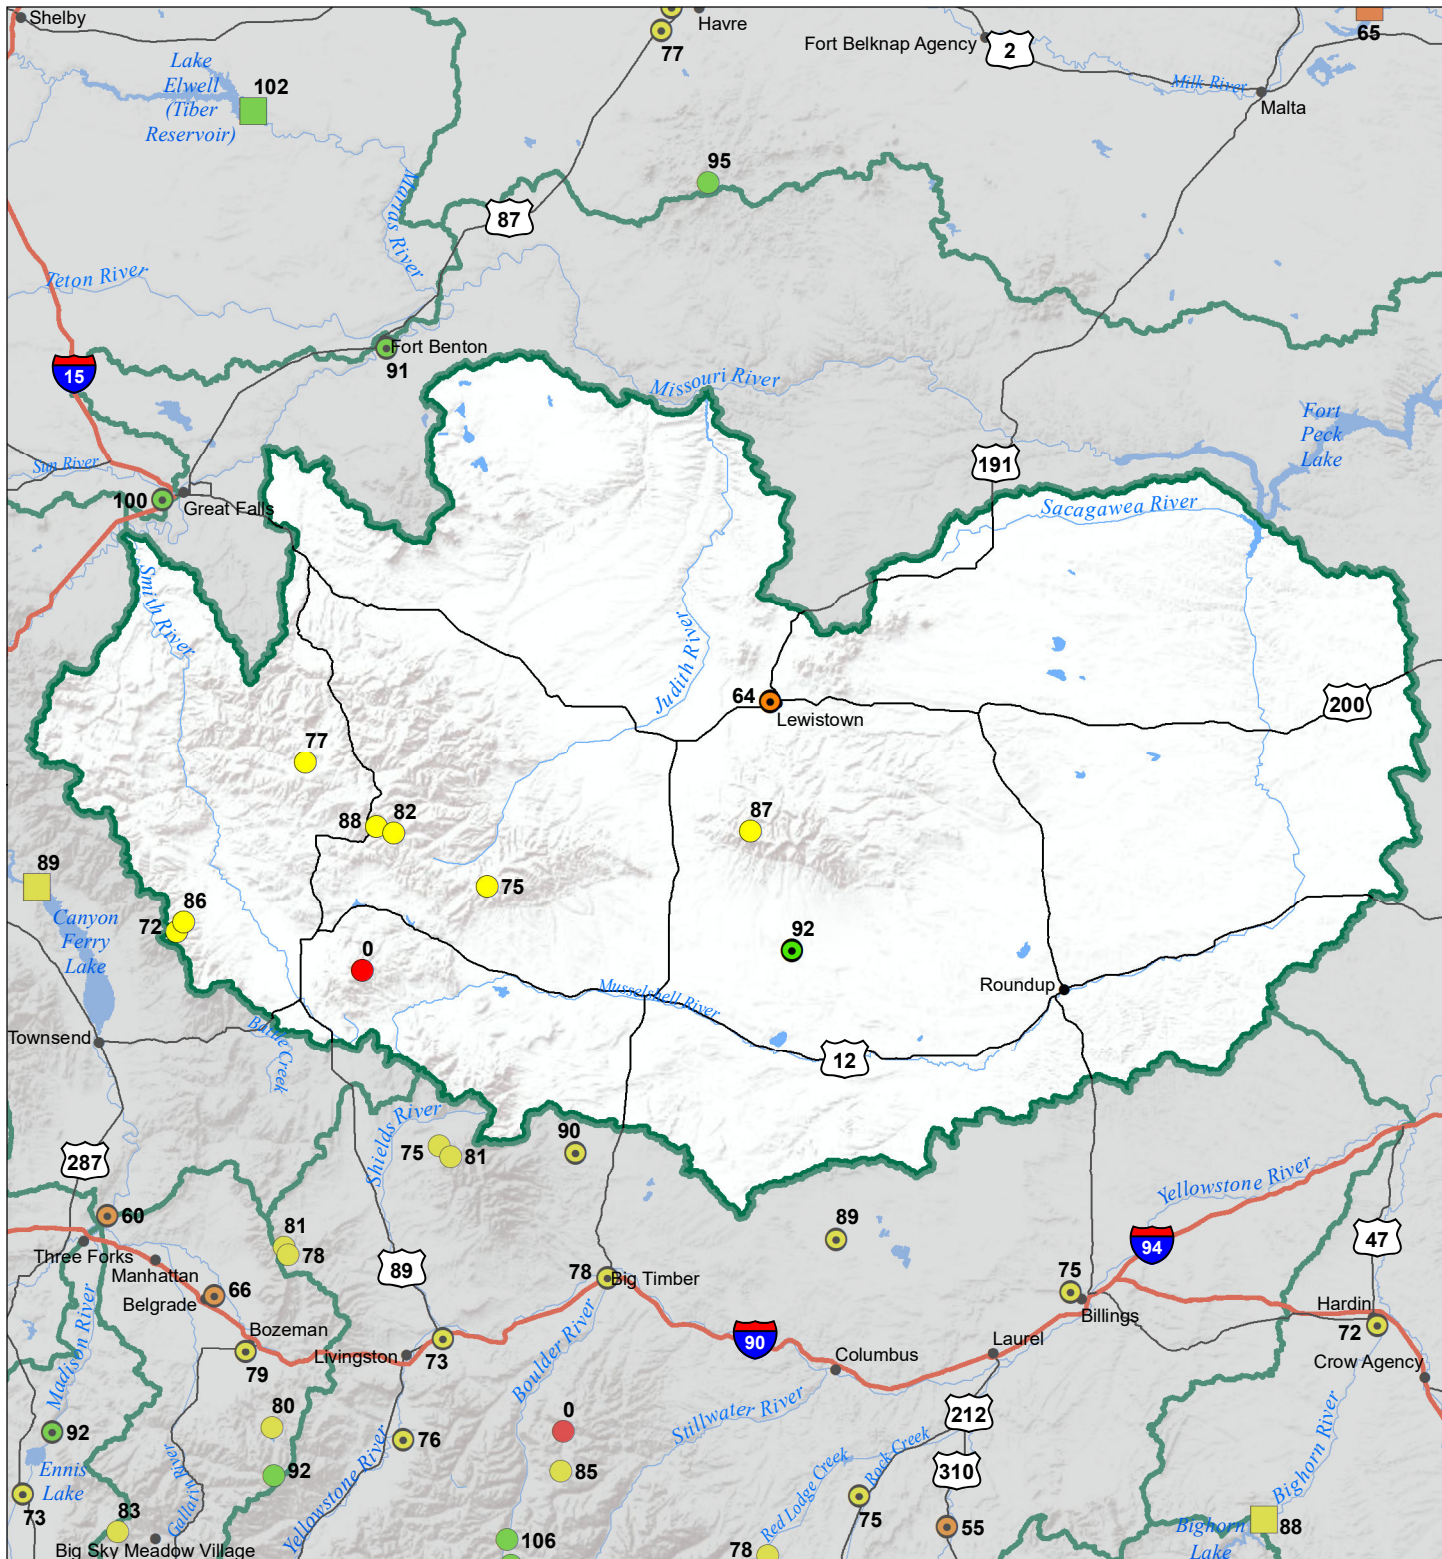 Shelby
Havre
77
Fort Belknap Agency
2
65
Lake
Elwell
(Tiber
Reservoir)
102
Milk River
Malta
95
Marias River
87
Teton River
Fort Benton
91
15
Missouri River
Fort
Peck
Lake
Sun River
191
100
Great Falls
Sacagawea River
Smith River
Judith River
64
Lewistown
200
77
88
82
87
89
75
86
72
Canyon
Ferry
Lake
92
0
Roundup
Musselshell River
Townsend
Battle Creek
12
Shields River
75
81
90
287
Yellowstone River
60
81
78
89
47
94
Three Forks
Manhattan
89
78
Big Timber
75
Belgrade
66
Billings
Hardin
Bozeman
79
Livingston
73
90
Laurel
72
Columbus
Crow Agency
Madison River
Boulder River
80
0
Stillwater River
212
92
76
Rock Creek
Ennis
Lake
92
85
310
Red Lodge Creek
Bighorn River
73
Gallatin River
Yellowstone River
83
75
55
Bighorn
Lake
88
106
78
Big Sky Meadow Village